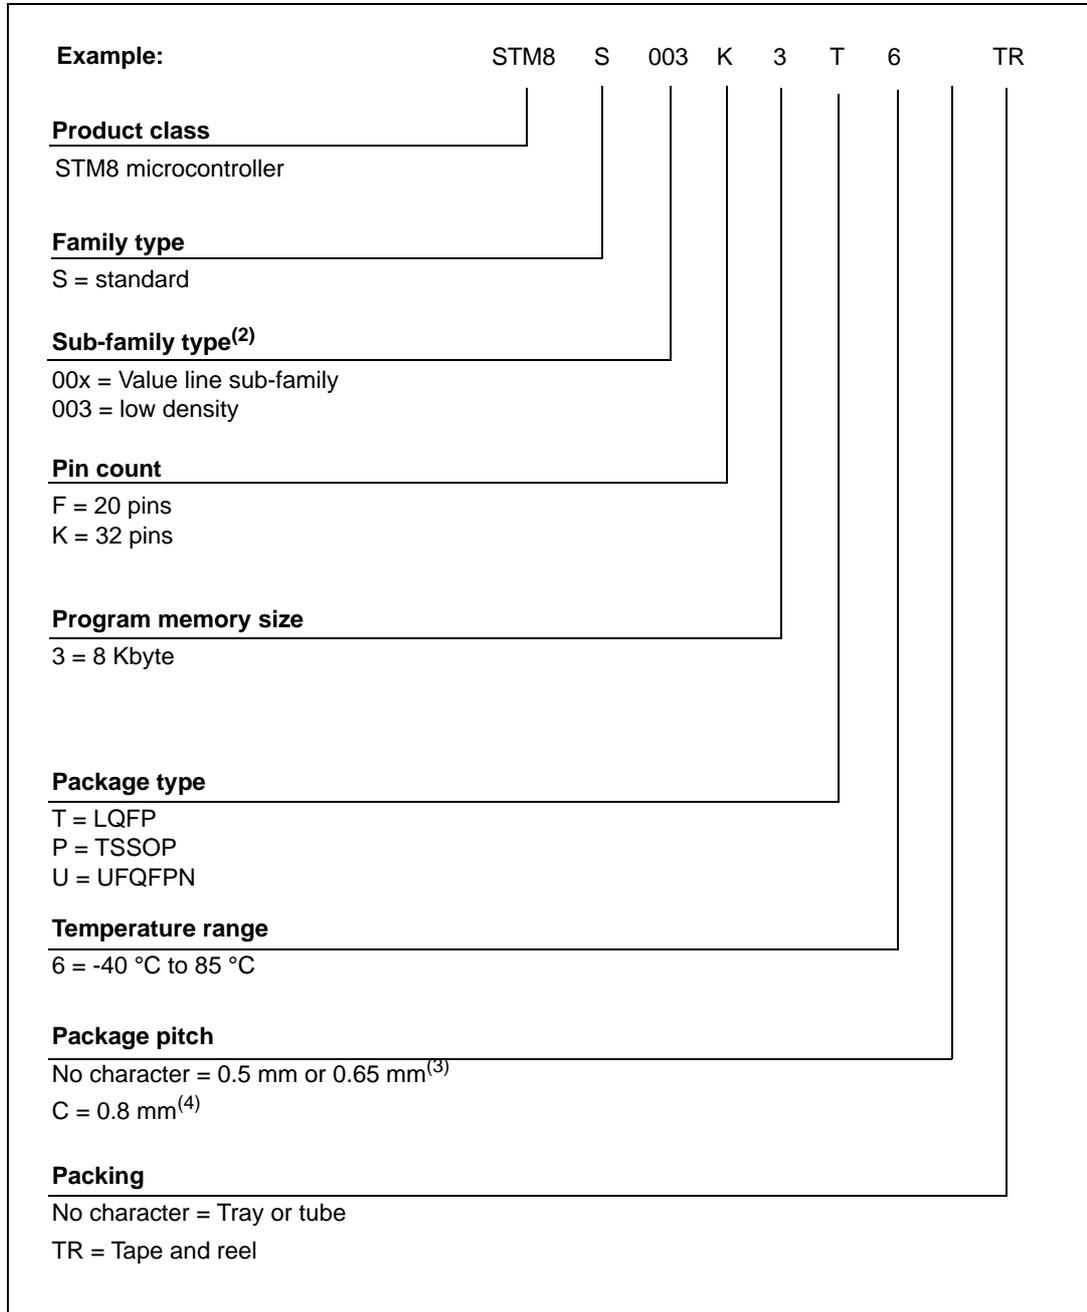 Example: STM8 S 003 K 3 T 6 TR
Product class
STM8 microcontroller
Family type
S = standard
Sub-family type(2)
00x = Value line sub-family
003 = low density
Pin count
F = 20 pins
K = 32 pins
Program memory size
3 = 8 Kbyte
Package type
T = LQFP
P = TSSOP
U = UFQFPN
Temperature range
6 = -40 °C to 85 °C
Package pitch
No character = 0.5 mm or 0.65 mm(3)
C = 0.8 mm(4)
Packing
No character = Tray or tube
TR = Tape and reel